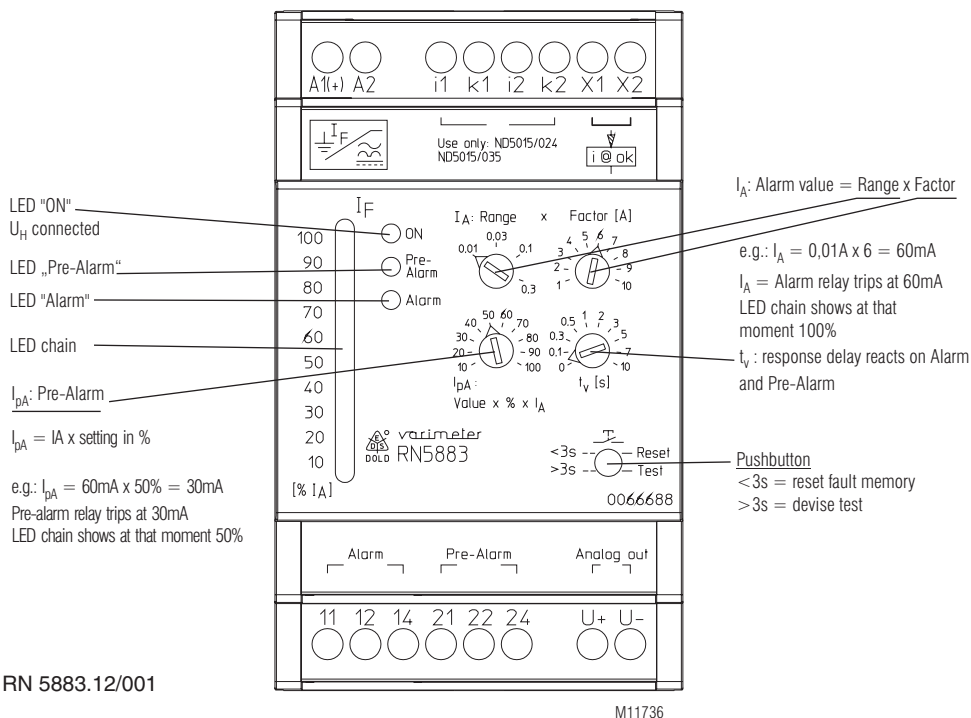 A1(+) A2 i1 k1 i2 k2 X1 X2
IF
Use only: ND5015/024
ND5015/035
i @ ok
LED "ON"
UH connected
LED „Pre-Alarm“
LED "Alarm"
LED chain
IpA: Pre-Alarm
IpA = IA x setting in %
e.g.: IpA = 60mA x 50% = 30mA
Pre-alarm relay trips at 30mA
LED chain shows at that moment 50%
IF
100
90
80
70
60
50
40
30
20
10
[% IA]
ON
Pre-
Alarm
Alarm
IA: Range x Factor [A]
0.01 0,03 0.1 0.3
1 2 3 4 5 6 7 8 9 10
10 20 30 40 50 60 70 80 90 100
IpA :
Value x % x IA
0 0.1 0.3 0.5 1 2 3 5 7 10
tv [s]
E D S
DOLD
varimeter
RN5883
<3s Reset
>3s Test
0066688
IA: Alarm value = Range x Factor
e.g.: IA = 0,01A x 6 = 60mA
IA = Alarm relay trips at 60mA
LED chain shows at that
moment 100%
tv : response delay reacts on Alarm
and Pre-Alarm
Pushbutton
<3s = reset fault memory
>3s = devise test
Alarm Pre-Alarm Analog out
11 12 14 21 22 24 U+ U-
RN 5883.12/001
M11736